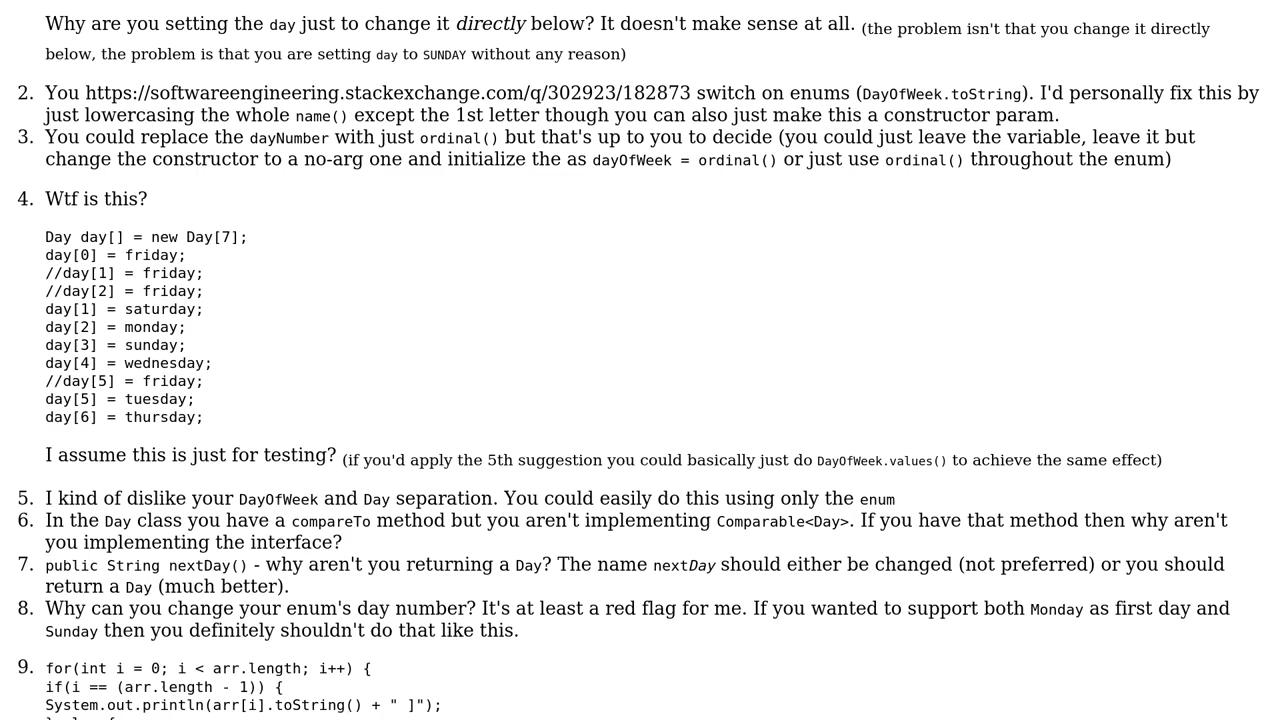 Why are you setting the day just to change it directly below? It doesn't make sense at all. (the problem isn't that you change it directly
below, the problem is that you are setting day to SUNDAY without any reason)
2. You https://softwareengineering.stackexchange.com/q/302923/182873 switch on enums (DayOfWeek.toString). I'd personally fix this by
just lowercasing the whole name() except the 1st letter though you can also just make this a constructor param.
3. You could replace the dayNumber with just ordinal() but that's up to you to decide (you could just leave the variable, leave it but
change the constructor to a no-arg one and initialize the as dayOfWeek = ordinal() or just use ordinal() throughout the enum)
4. Wtf is this?
Day day[] = new Day[7];
day[0] = friday;
//day[1] = friday;
//day[2] = friday;
day[1] = saturday;
day[2] = monday;
day[3] = sunday;
day[4] = wednesday;
//day[5] = friday;
day[5] = tuesday;
day[6] = thursday;
I assume this is just for testing? (if you'd apply the 5th suggestion you could basically just do DayOfWeek.values() to achieve the same effect)
5. I kind of dislike your DayOfWeek and Day separation. You could easily do this using only the enum
6. In the Day class you have a compareTo method but you aren't implementing Comparable<Day>. If you have that method then why aren't
you implementing the interface?
7. public String nextDay() - why aren't you returning a Day? The name nextDay should either be changed (not preferred) or you should
return a Day (much better).
8. Why can you change your enum's day number? It's at least a red flag for me. If you wanted to support both Monday as first day and
Sunday then you definitely shouldn't do that like this.
9. for(int i = 0; i < arr.length; i++) {
if(i == (arr.length - 1)) {
System.out.println(arr[i].toString() + " ]");